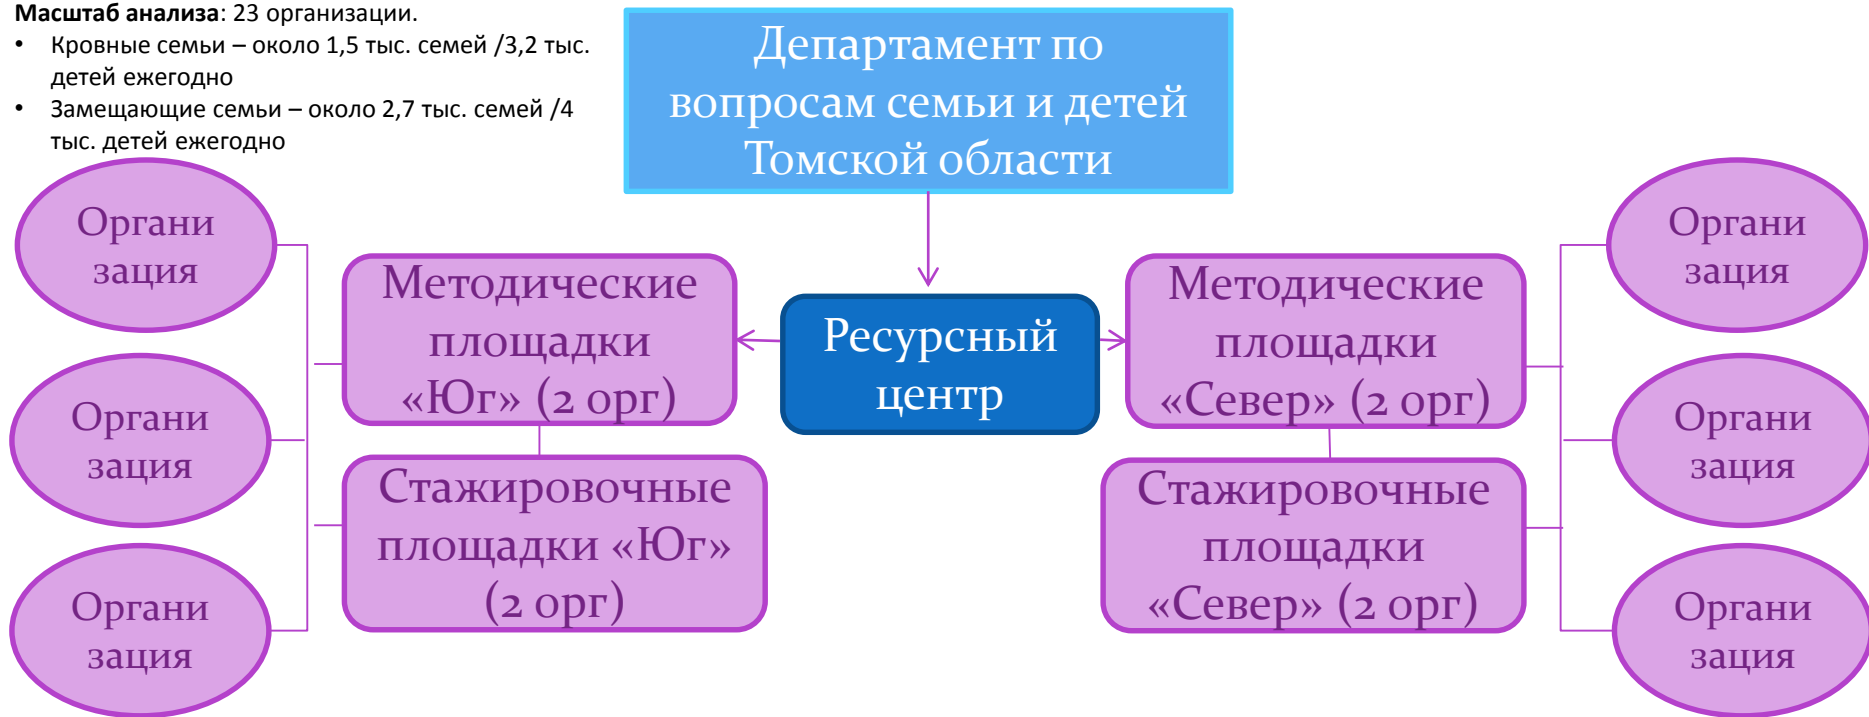 Масштаб анализа: 23 организации.
• Кровные семьи – около 1,5 тыс. семей /3,2 тыс.
детей ежегодно
• Замещающие семьи – около 2,7 тыс. семей /4
тыс. детей ежегодно
Департамент по
вопросам семьи и детей
Томской области
Органи
зация
Органи
зация
Органи
зация
Методические
площадки
«Юг» (2 орг)
Стажировочные
площадки «Юг»
(2 орг)
Ресурсный
центр
Методические
площадки
«Север» (2 орг)
Стажировочные
площадки
«Север» (2 орг)
Органи
зация
Органи
зация
Органи
зация